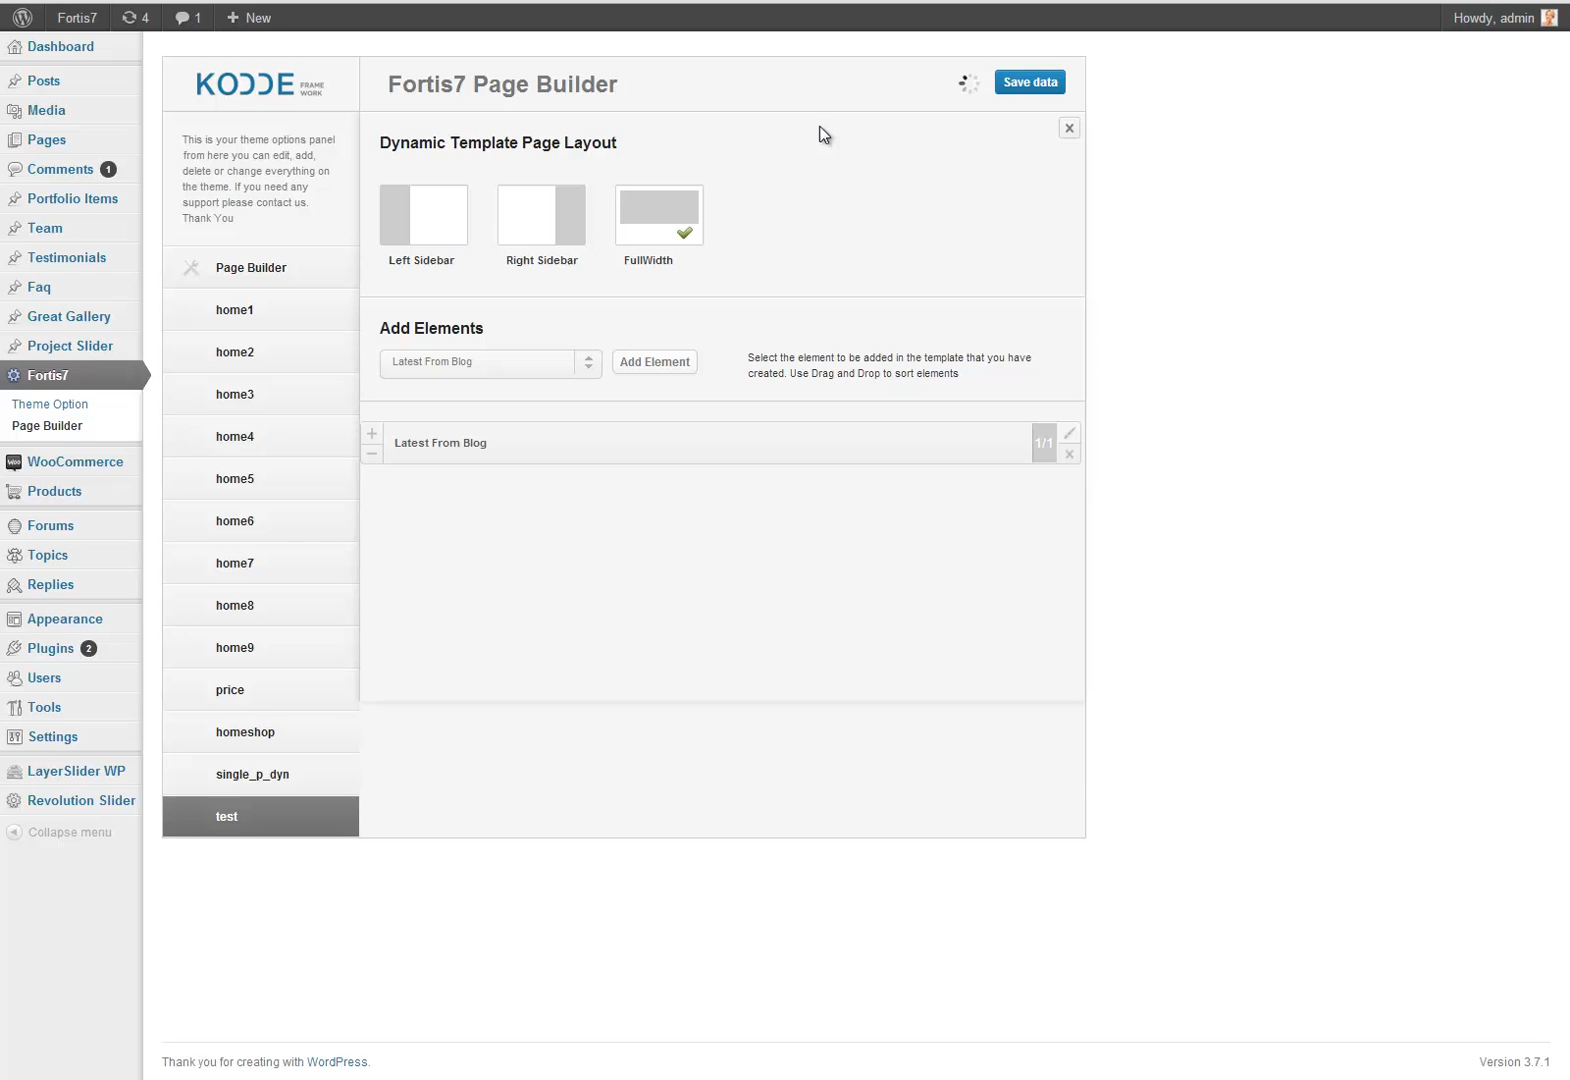 Fortis7
4
1
+ New
Howdy, admin
Dashboard
Posts
Media
Pages
Comments 1
Portfolio Items
Team
Testimonials
Faq
Great Gallery
Project Slider
Fortis7
Theme Option
Page Builder
WooCommerce
Products
Forums
Topics
Replies
Appearance
Plugins 2
Users
Tools
Settings
LayerSlider WP
Revolution Slider
Collapse menu
KODDE FRAME
WORK
This is your theme options panel
from here you can edit, add,
delete or change everything on
the theme. If you need any
support please contact us.
Thank You
Page Builder
home1
home2
home3
home4
home5
home6
home7
home8
home9
price
homeshop
single_p_dyn
test
Fortis7 Page Builder
Save data
Dynamic Template Page Layout
Left Sidebar
Right Sidebar
FullWidth
Add Elements
Latest From Blog
Add Element
Select the element to be added in the template that you have
created. Use Drag and Drop to sort elements
Latest From Blog
1/1
Thank you for creating with WordPress.
Version 3.7.1